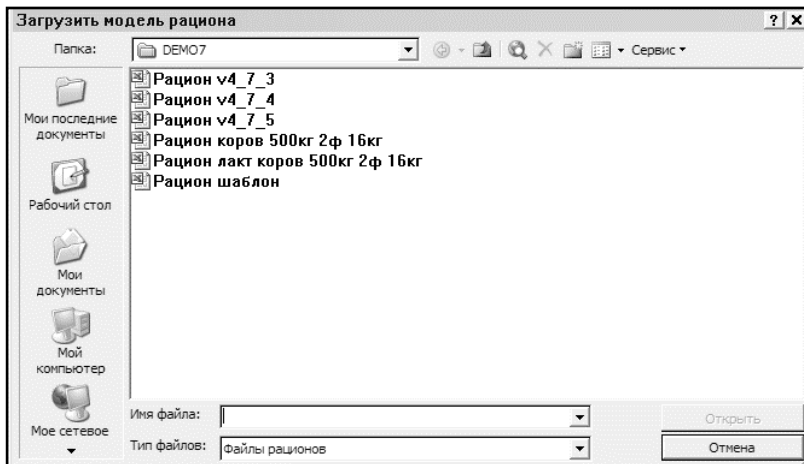 Загрузить модель рациона
Папка: DEMO7 Сервис
Рацион v4_7_3
Рацион v4_7_4
Рацион v4_7_5
Рацион коров 500кг 2ф 16кг
Рацион лакт коров 500кг 2ф 16кг
Рацион шаблон
Мои последние
документы
Рабочий стол
Мои
документы
Мой
компьютер
Мое сетевое
Имя файла: Открыть
Тип файлов: Файлы рационов Отмена